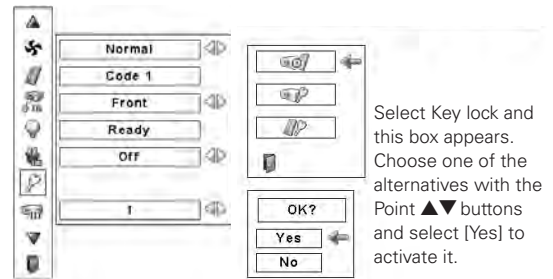 Normal
Code 1
Front
Ready
Off
1
OK?
Yes
No
Select Key lock and
this box appears.
Choose one of the
alternatives with the
Point ▲▼ buttons
and select [Yes] to
activate it.